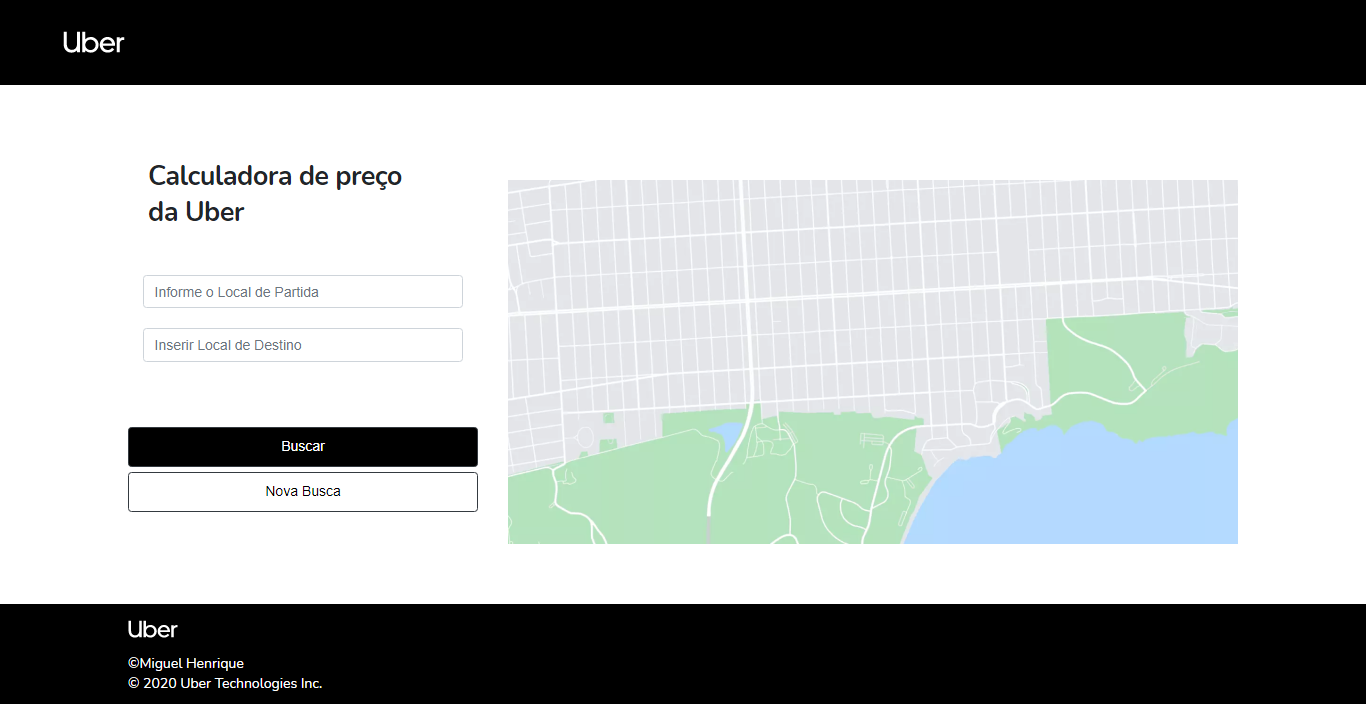 Uber
Calculadora de preço
da Uber
Informe o Local de Partida
Inserir Local de Destino
Buscar
Nova Busca
Uber
©Miguel Henrique
© 2020 Uber Technologies Inc.